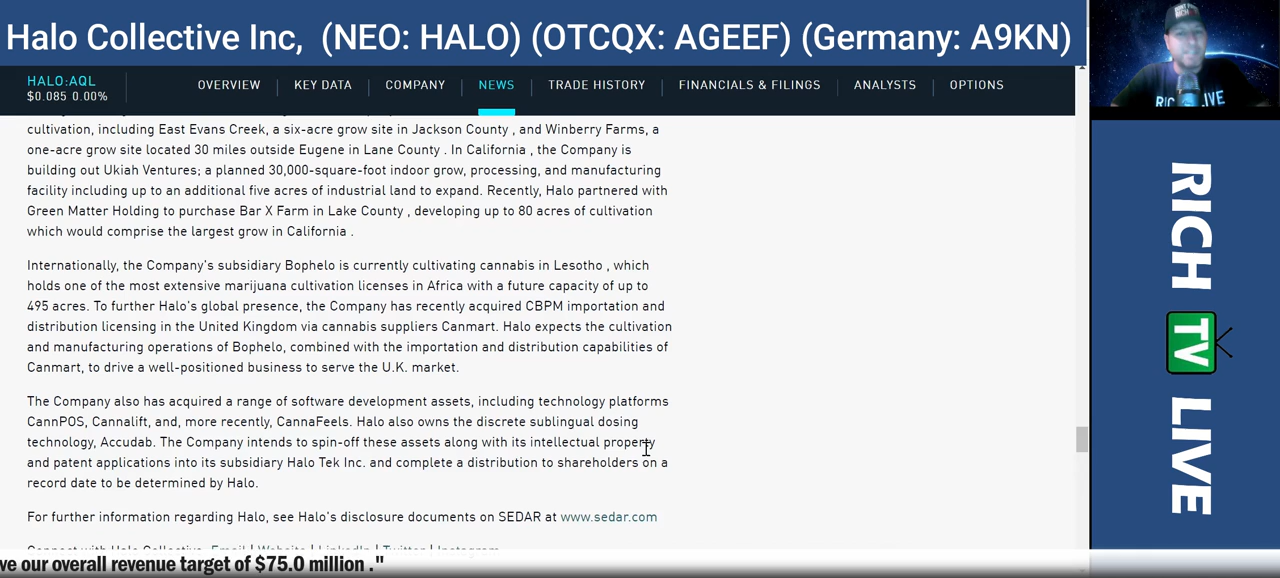 Halo Collective Inc, (NEO: HALO) (OTCQX: AGEEF) (Germany: A9KN)
HALO:AQL
$0.085 0.00%
OVERVIEW KEY DATA COMPANY NEWS TRADE HISTORY FINANCIALS & FILINGS ANALYSTS OPTIONS
cultivation, including East Evans Creek, a six-acre grow site in Jackson County , and Winberry Farms, a
one-acre grow site located 30 miles outside Eugene in Lane County . In California , the Company is
building out Ukiah Ventures; a planned 30,000-square-foot indoor grow, processing, and manufacturing
facility including up to an additional five acres of industrial land to expand. Recently, Halo partnered with
Green Matter Holding to purchase Bar X Farm in Lake County , developing up to 80 acres of cultivation
which would comprise the largest grow in California .
Internationally, the Company's subsidiary Bophelo is currently cultivating cannabis in Lesotho , which
holds one of the most extensive marijuana cultivation licenses in Africa with a future capacity of up to
495 acres. To further Halo's global presence, the Company has recently acquired CBPM importation and
distribution licensing in the United Kingdom via cannabis suppliers Canmart. Halo expects the cultivation
and manufacturing operations of Bophelo, combined with the importation and distribution capabilities of
Canmart, to drive a well-positioned business to serve the U.K. market.
The Company also has acquired a range of software development assets, including technology platforms
CannPOS, Cannalift, and, more recently, CannaFeels. Halo also owns the discrete sublingual dosing
technology, Accudab. The Company intends to spin-off these assets along with its intellectual property
and patent applications into its subsidiary Halo Tek Inc. and complete a distribution to shareholders on a
record date to be determined by Halo.
For further information regarding Halo, see Halo's disclosure documents on SEDAR at www.sedar.com
Connect with Halo Collective: Email | Website | LinkedIn | Twitter | Instagram
ve our overall revenue target of $75.0 million ."
RICH TV LIVE